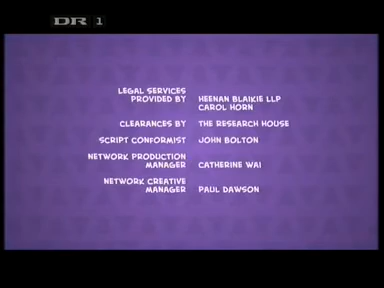 DR 1
LEGAL SERVICES
PROVIDED BY HEENAN BLAIKIE LLP
CAROL HORN
CLEARANCES BY THE RESEARCH HOUSE
SCRIPT CONFORMIST JOHN BOLTON
NETWORK PRODUCTION
MANAGER CATHERINE WAI
NETWORK CREATIVE
MANAGER PAUL DAWSON